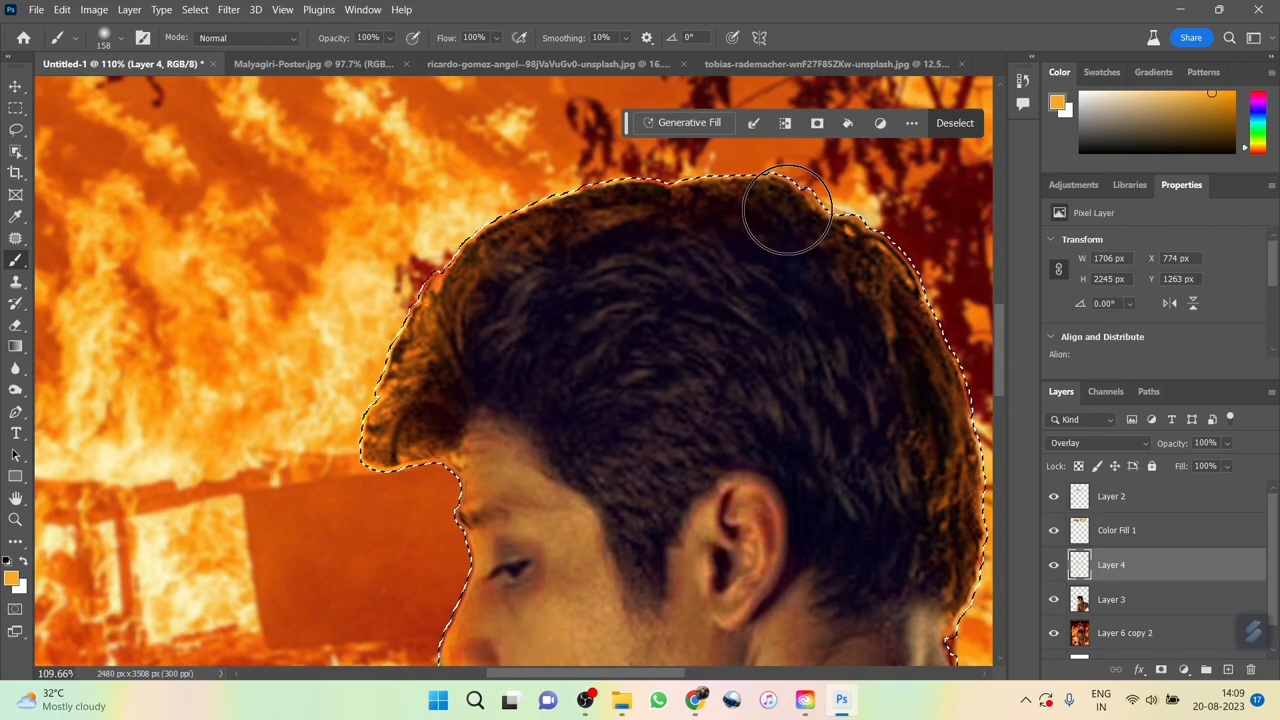 Ps File Edit Image Layer Type Select Filter 3D View Plugins Window Help
158 Mode: Normal Opacity: 100% Flow: 100% Smoothing: 10% 0° Share
Untitled-1 @ 110% (Layer 4, RGB/8) * × Malyagiri-Poster.jpg @ 97.7% (RGB... × ricardo-gomez-angel--98jVaVuGv0-unsplash.jpg @ 16.... × tobias-rademacher-wnF27F85ZKw-unsplash.jpg @ 12.5... ×
Generative Fill Deselect
Color Swatches Gradients Patterns
Adjustments Libraries Properties
Pixel Layer
Transform
W 1706 px X 774 px
H 2245 px Y 1263 px
0.00°
Align and Distribute
Align:
Layers Channels Paths
Kind
Overlay Opacity: 100%
Lock: Fill: 100%
Layer 2
Color Fill 1
Layer 4
Layer 3
Layer 6 copy 2
109.66% 2480 px x 3508 px (300 ppi)
32°C
Mostly cloudy
Ps
ENG
IN
14:09
20-08-2023
17